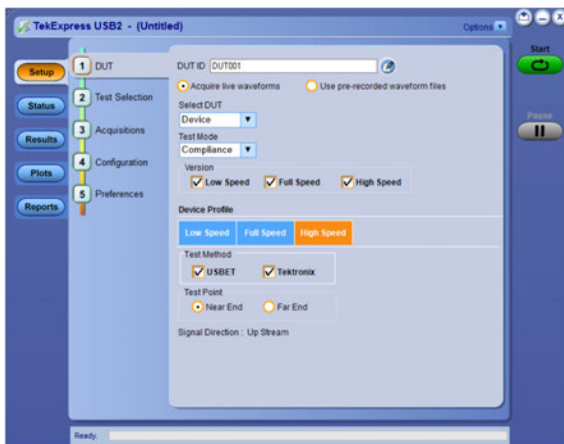 TekExpress USB2 - (Untitled)
Options
Start
Pause
Setup
Status
Results
Plots
Reports
1 DUT
2 Test Selection
3 Acquisitions
4 Configuration
5 Preferences
DUT ID DUT001
Acquire live waveforms Use pre-recorded waveform files
Select DUT
Device
Test Mode
Compliance
Version
Low Speed Full Speed High Speed
Device Profile
Low Speed Full Speed High Speed
Test Method
USBET Tektronix
Test Point
Near End Far End
Signal Direction : Up Stream
Ready.